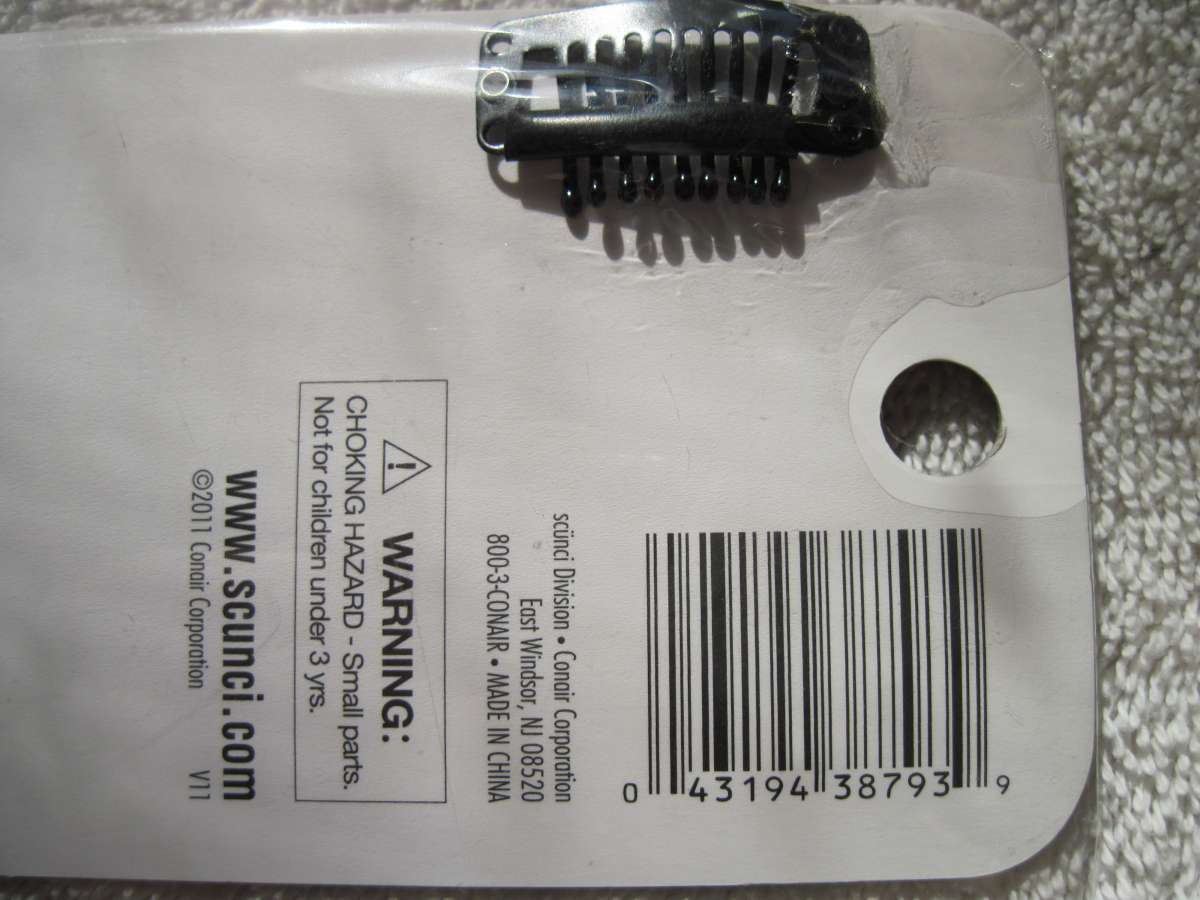 0 43194 38793 9
scünci Division • Conair Corporation
East Windsor, NJ 08520
800-3-CONAIR • MADE IN CHINA
⚠ WARNING:
CHOKING HAZARD - Small parts.
Not for children under 3 yrs.
www.scunci.com
©2011 Conair Corporation V11